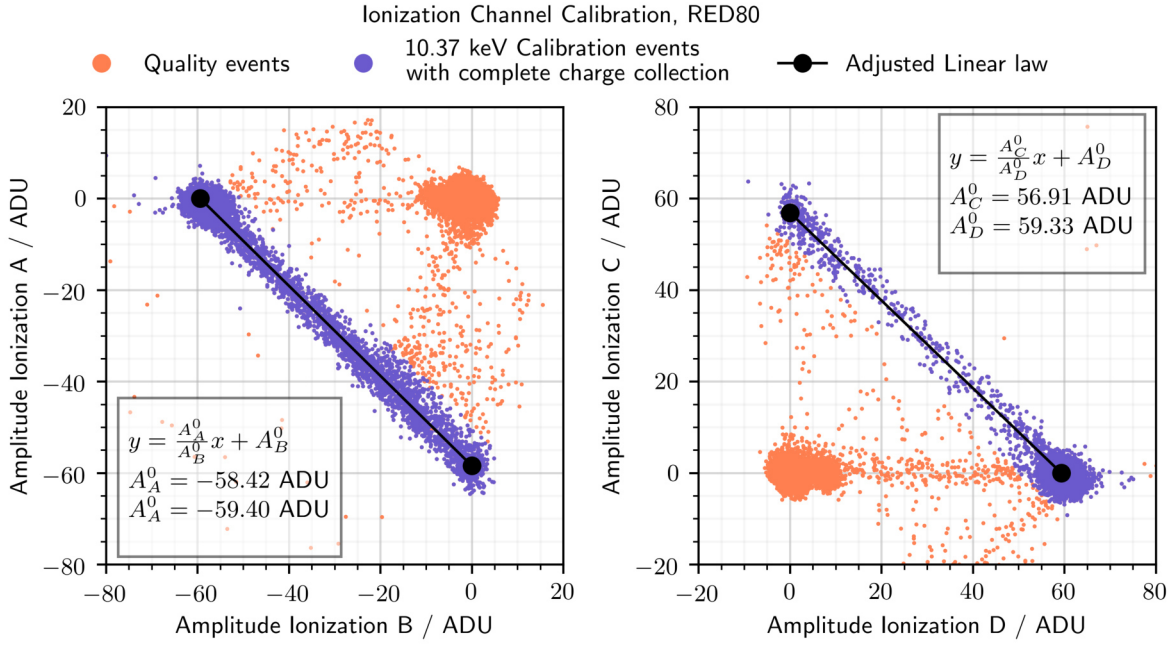 Ionization Channel Calibration, RED80
Quality events
10.37 keV Calibration events
with complete charge collection
Adjusted Linear law
20
0
−20
−40
−60
−80
Amplitude Ionization A / ADU
y = \frac{A_A^0}{A_B^0}x + A_B^0
A_A^0 = −58.42 ADU
A_A^0 = −59.40 ADU
−80 −60 −40 −20 0 20
Amplitude Ionization B / ADU
80
60
40
20
0
−20
Amplitude Ionization C / ADU
y = \frac{A_C^0}{A_D^0}x + A_D^0
A_C^0 = 56.91 ADU
A_D^0 = 59.33 ADU
−20 0 20 40 60 80
Amplitude Ionization D / ADU